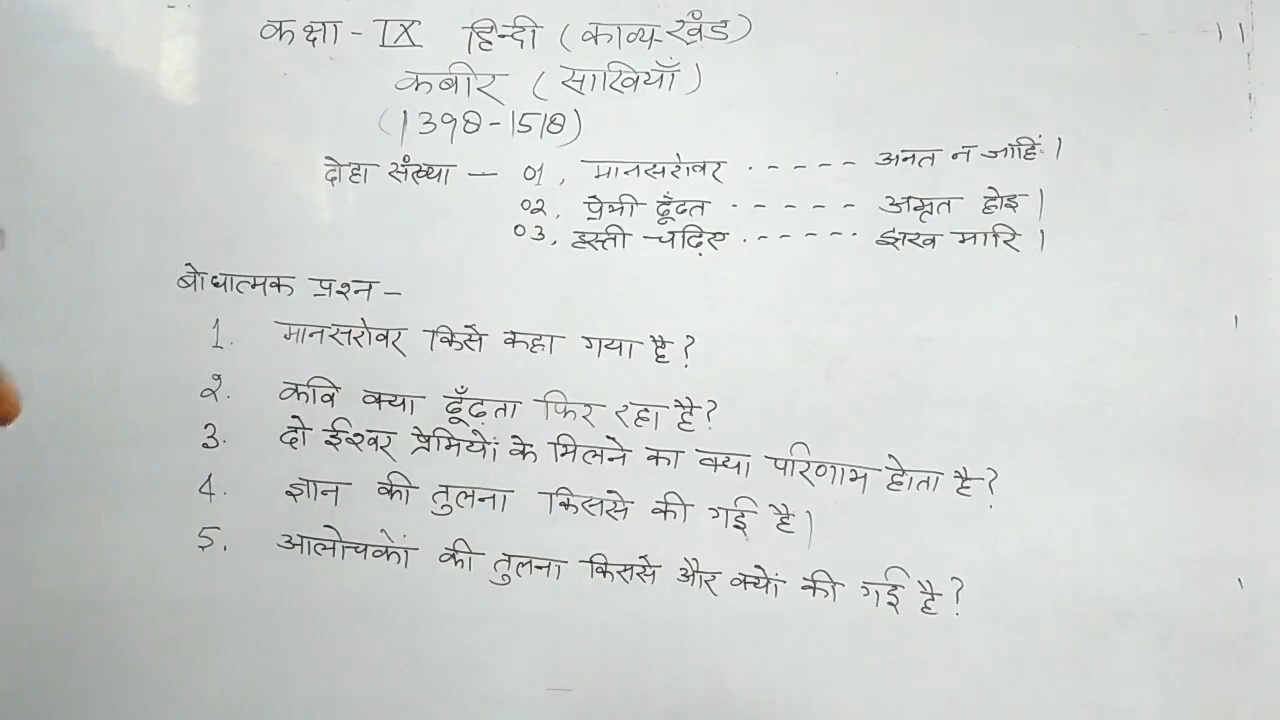 कक्षा - IX हिन्दी (काव्य-खंड)
कबीर (साखियाँ)
(1398-1518)
दोहा संख्या — 01, मानसरोवर - - - - - अनत न जाहिं।
02, प्रेमी ढूँढत - - - - - अमृत होइ।
03, हस्ती चढ़िए - - - - - - झख मारि।
बोधात्मक प्रश्न -
1. मानसरोवर किसे कहा गया है?
2. कवि क्या ढूँढ़ता फिर रहा है?
3. दो ईश्वर प्रेमियों के मिलने का क्या परिणाम होता है?
4. ज्ञान की तुलना किससे की गई है।
5. आलोचकों की तुलना किससे और क्यों की गई है?